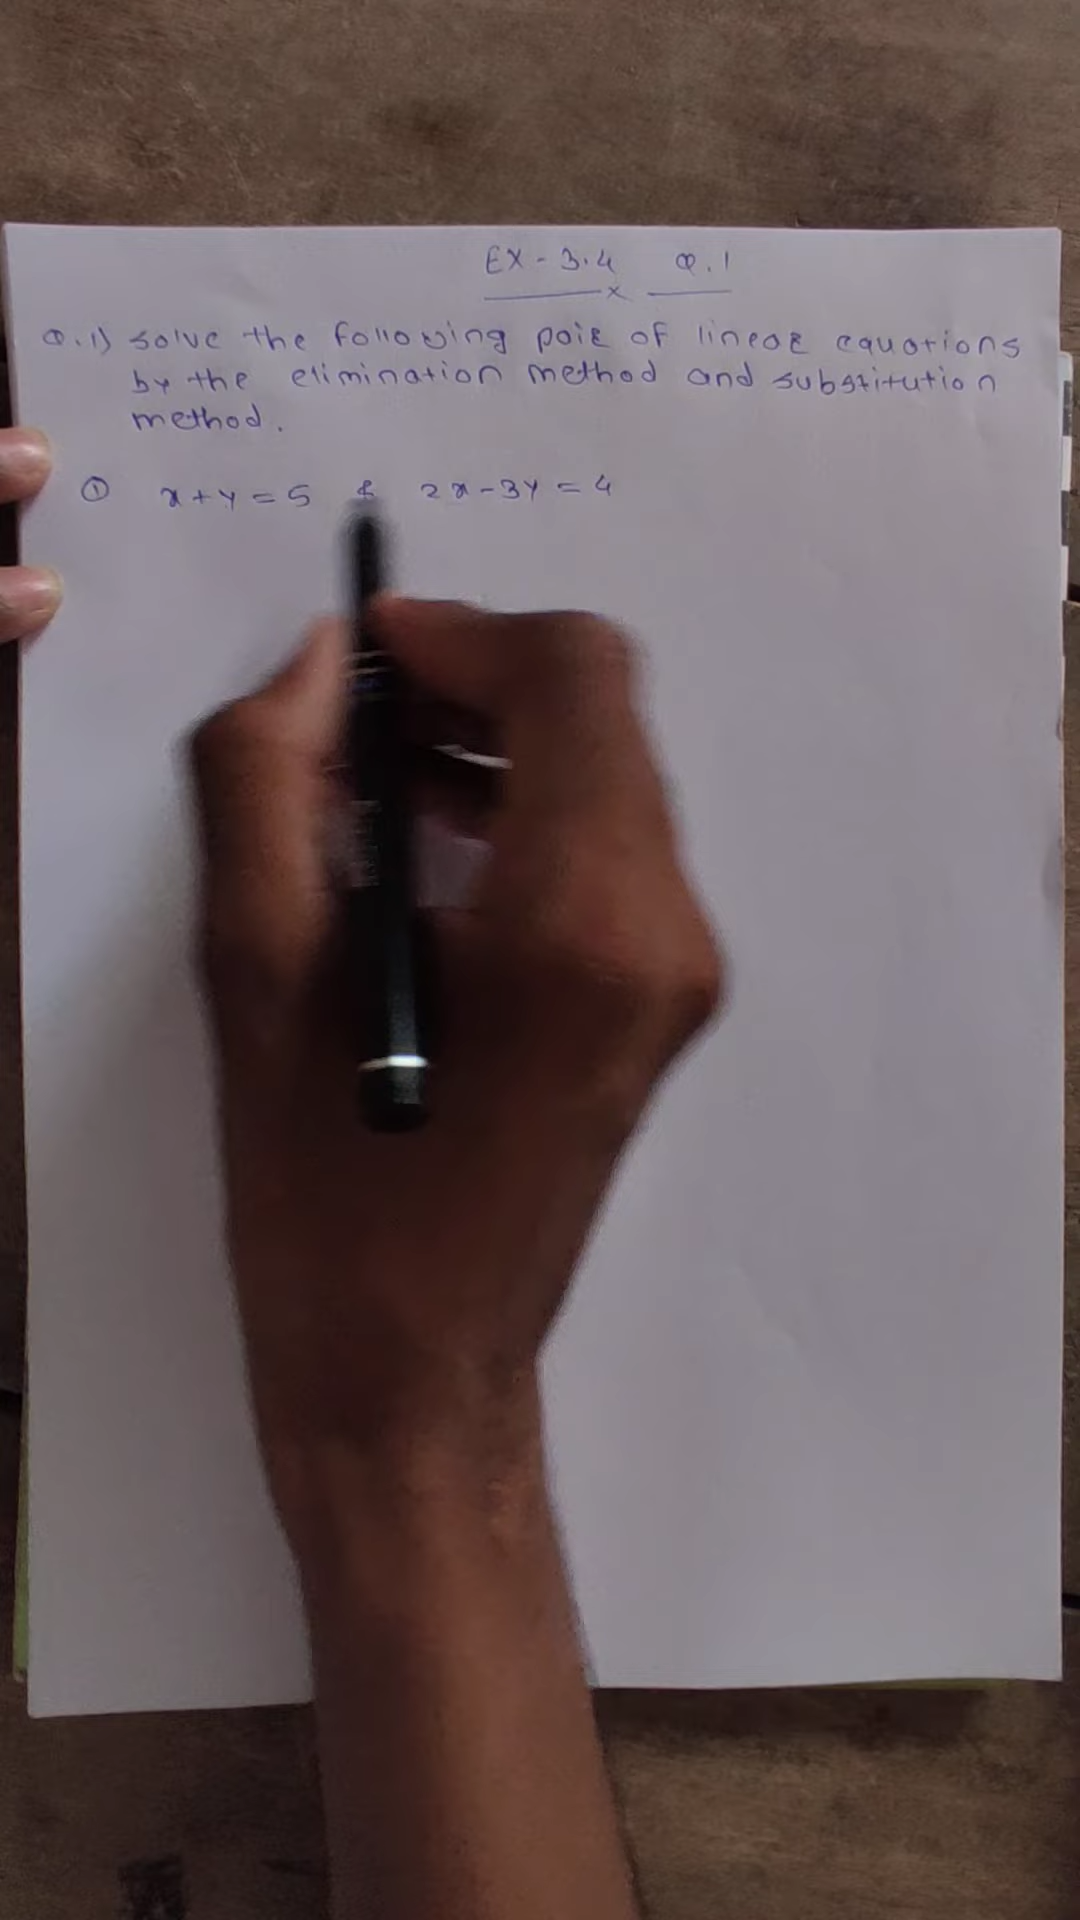 EX - 3.4 Q.1
Q.1) solve the following pair of linear equations
by the elimination method and substitution
method.
① x + y = 5 & 2x - 3y = 4